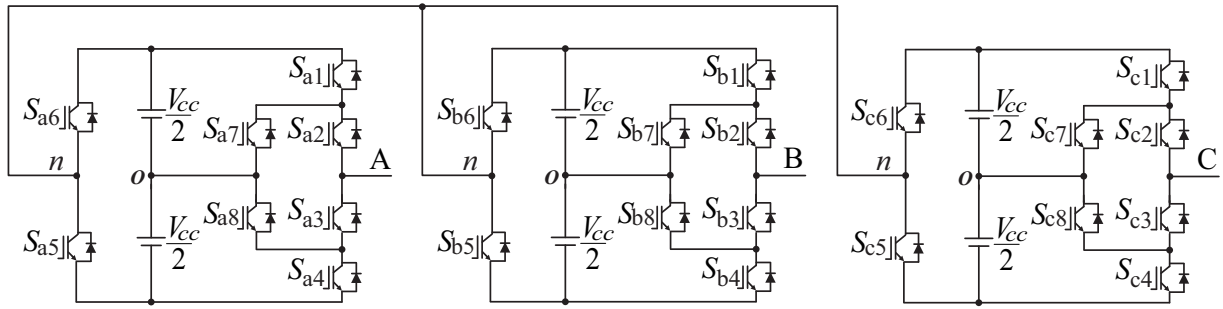 S_a1
S_a6
V_cc/2
S_a7
S_a2
n
o
A
S_a5
V_cc/2
S_a8
S_a3
S_a4
S_b1
S_b6
V_cc/2
S_b7
S_b2
n
o
B
S_b5
V_cc/2
S_b8
S_b3
S_b4
S_c1
S_c6
V_cc/2
S_c7
S_c2
n
o
C
S_c5
V_cc/2
S_c8
S_c3
S_c4